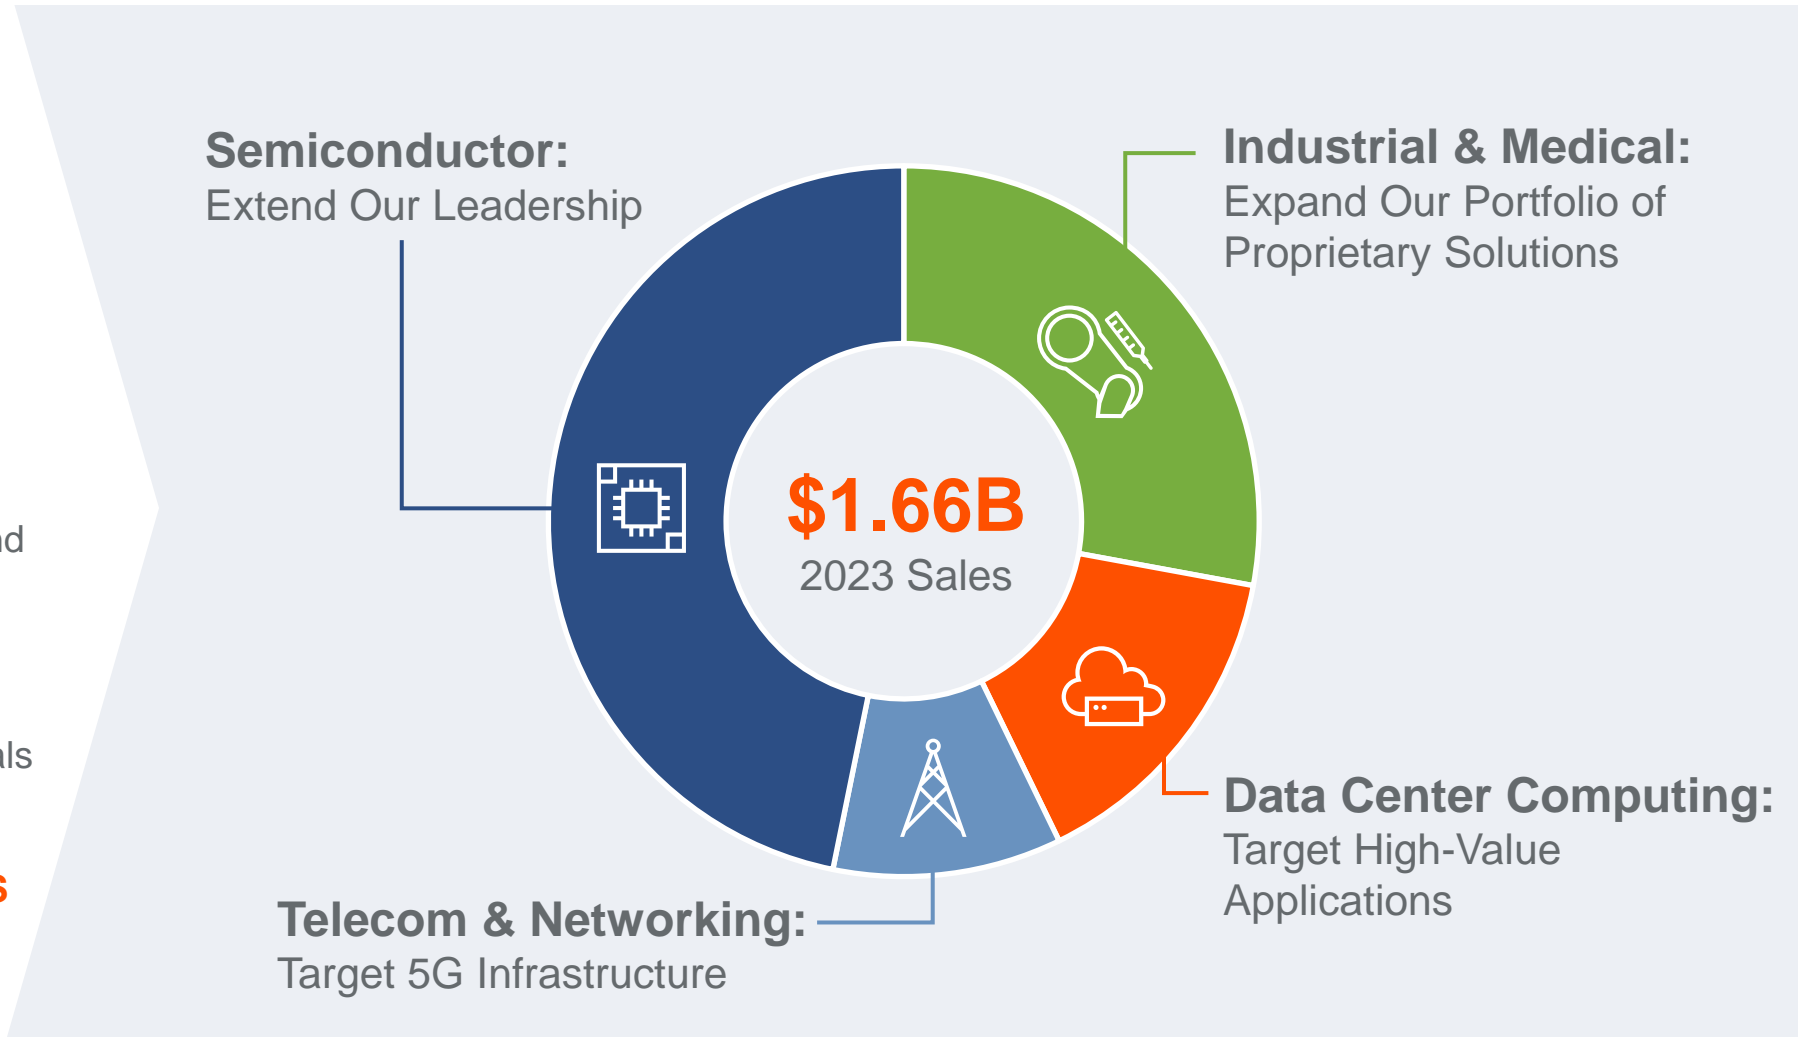 Semiconductor:
Extend Our Leadership
Industrial & Medical:
Expand Our Portfolio of
Proprietary Solutions
$1.66B
2023 Sales
Data Center Computing:
Target High-Value
Applications
Telecom & Networking:
Target 5G Infrastructure